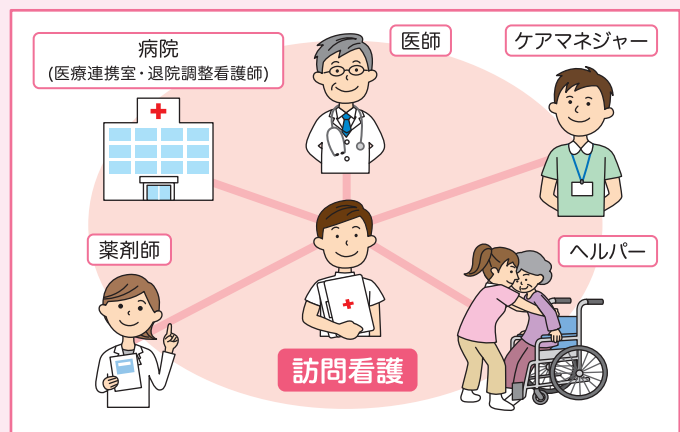 病院
(医療連携室・退院調整看護師)
医師
ケアマネジャー
薬剤師
ヘルパー
訪問看護